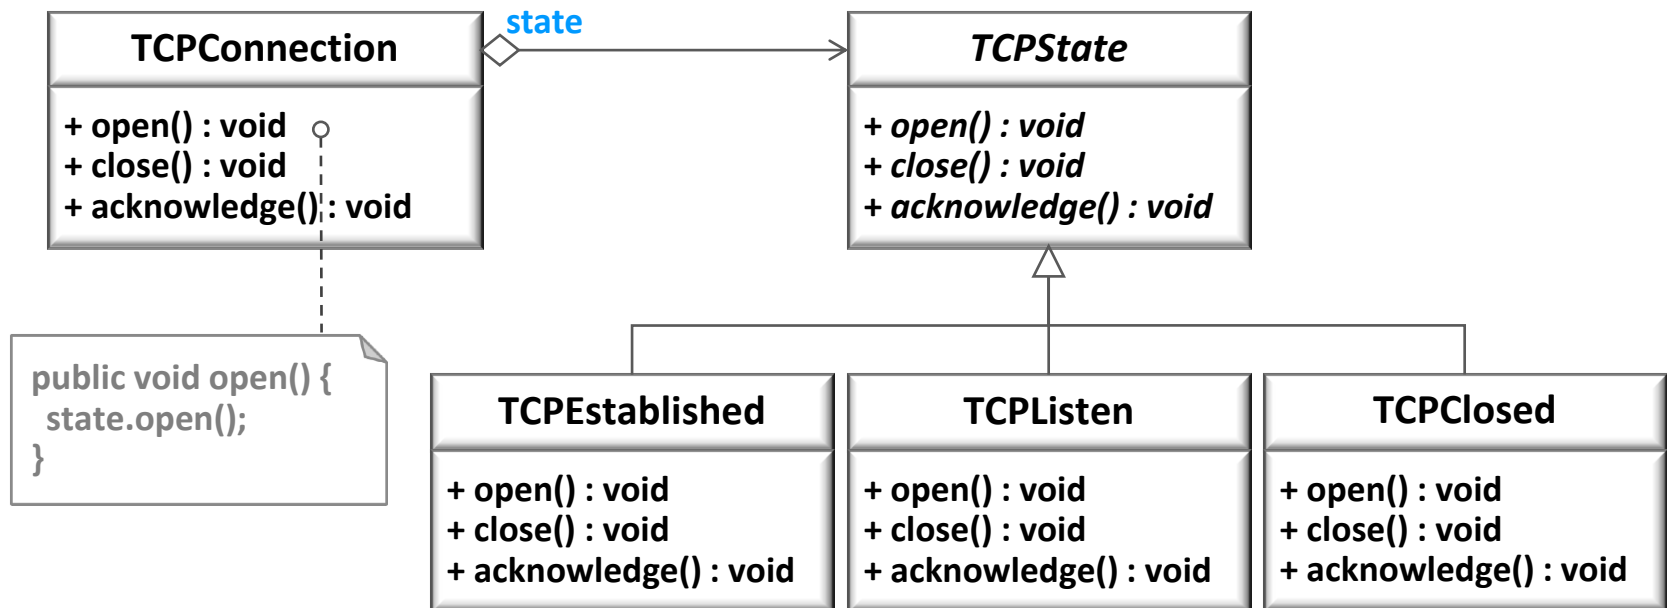 state
TCPConnection
+ open() : void
+ close() : void
+ acknowledge() : void
TCPState
+ open() : void
+ close() : void
+ acknowledge() : void
public void open() {
state.open();
}
TCPEstablished
+ open() : void
+ close() : void
+ acknowledge() : void
TCPListen
+ open() : void
+ close() : void
+ acknowledge() : void
TCPClosed
+ open() : void
+ close() : void
+ acknowledge() : void